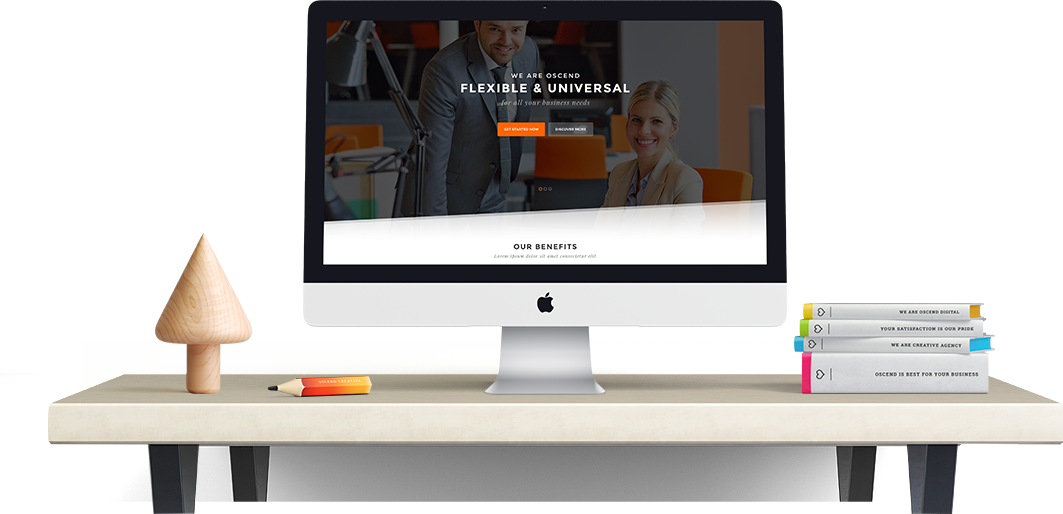 WE ARE OSCEND
FLEXIBLE & UNIVERSAL
for all your business needs
GET STARTED NOW
DISCOVER MORE
OUR BENEFITS
Lorem ipsum dolor sit amet consectetur elit
WE ARE OSCEND DIGITAL
YOUR SATISFACTION IS OUR PRIDE
WE ARE CREATIVE AGENCY
OSCEND IS BEST FOR YOUR BUSINESS